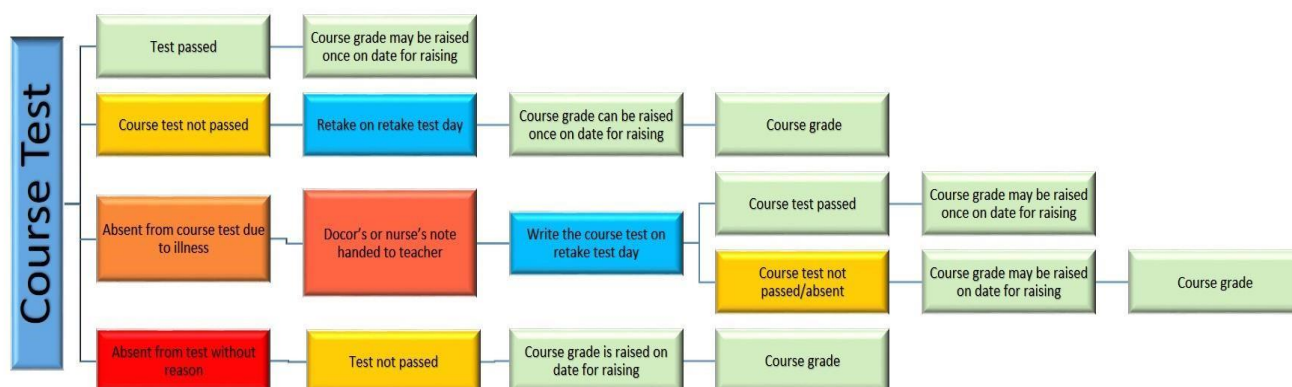 Course Test
Test passed
Course grade may be raised
once on date for raising
Course test not passed
Retake on retake test day
Course grade can be raised
once on date for raising
Course grade
Absent from course test due
to illness
Docor's or nurse's note
handed to teacher
Write the course test on
retake test day
Course test passed
Course grade may be raised
once on date for raising
Course test not
passed/absent
Course grade may be raised
on date for raising
Course grade
Absent from test without
reason
Test not passed
Course grade is raised on
date for raising
Course grade